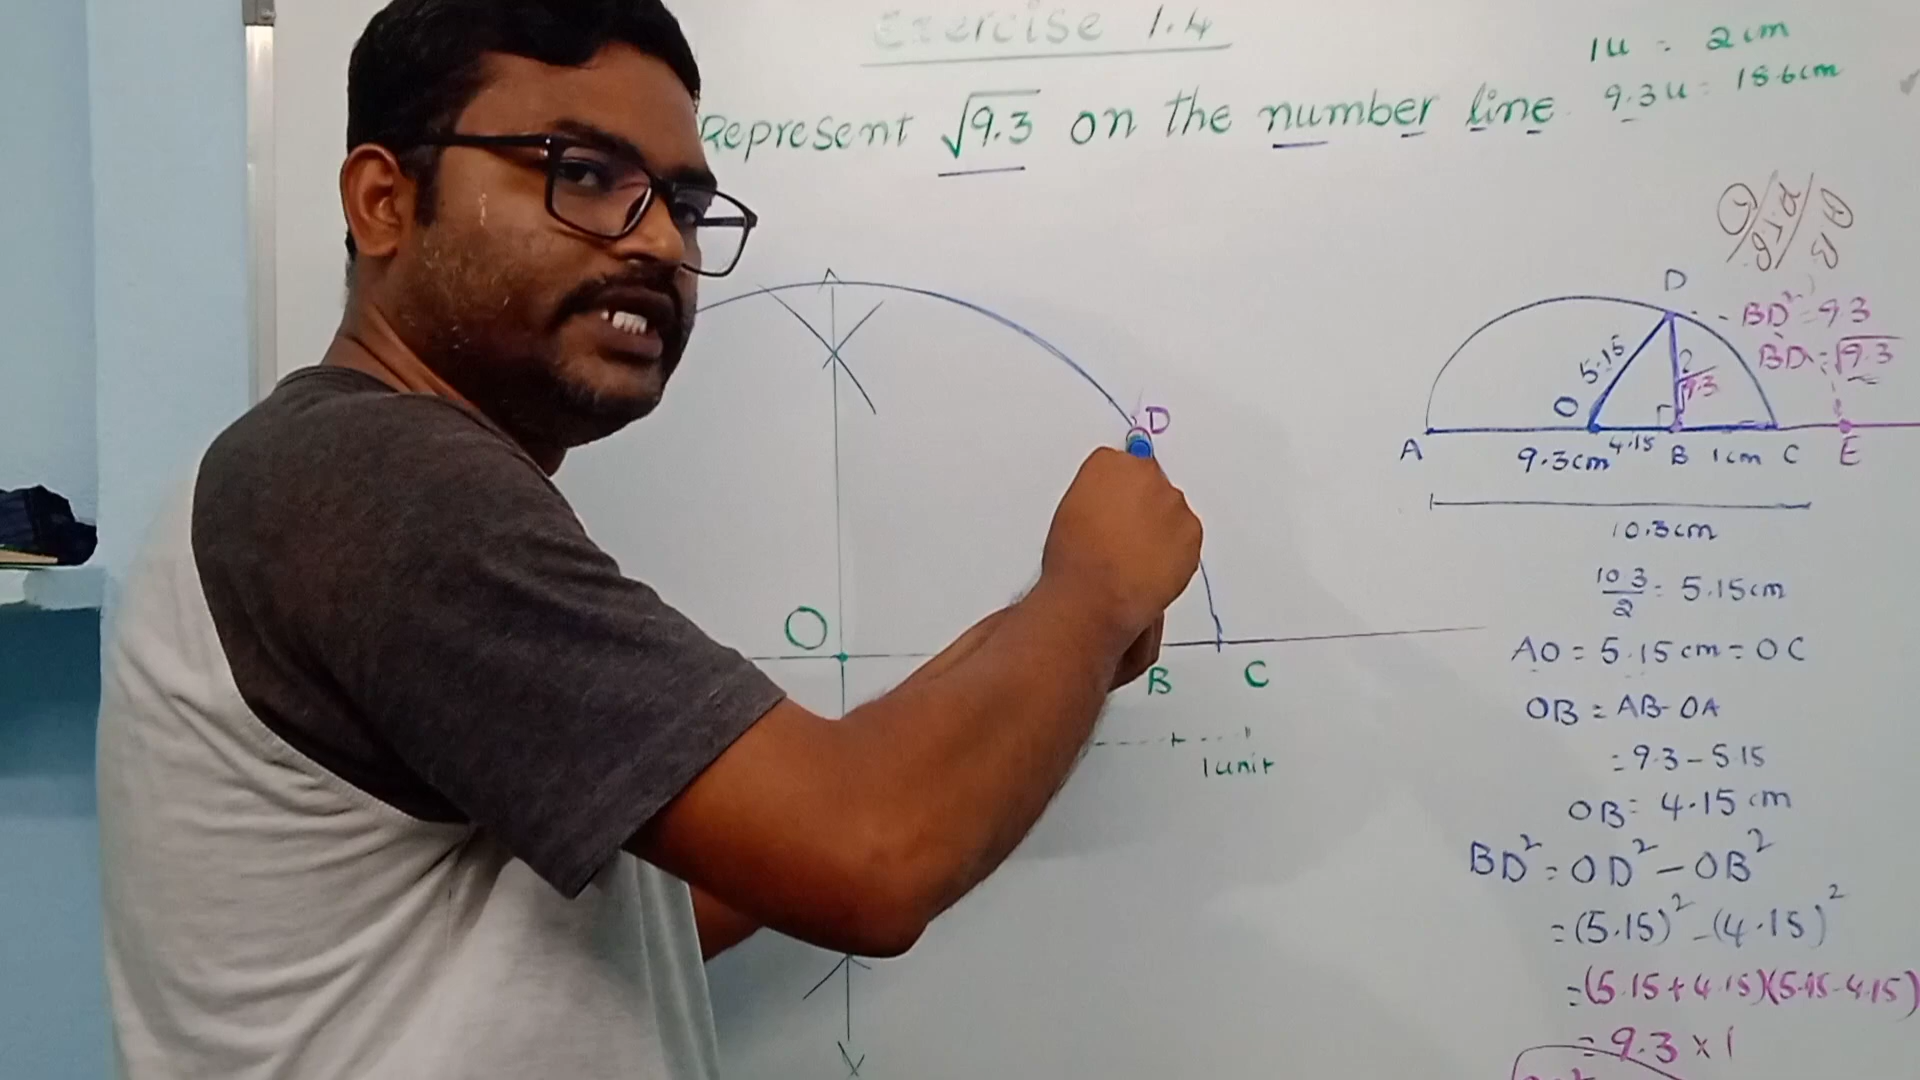 Exercise 1.4
Represent √9.3 on the number line
1u = 2cm
9.3u = 18.6cm
D
BD² = 9.3
BD = √9.3
5.15
?
√9.3
O
A
9.3cm
4.15
B
1cm
C
E
10.3cm
10.3/2 = 5.15cm
AO = 5.15cm = OC
OB = AB-OA
= 9.3 - 5.15
OB = 4.15cm
BD² = OD² - OB²
= (5.15)² - (4.15)²
= (5.15+4.15)(5.15-4.15)
= 9.3 × 1
D
O
B
C
1unit